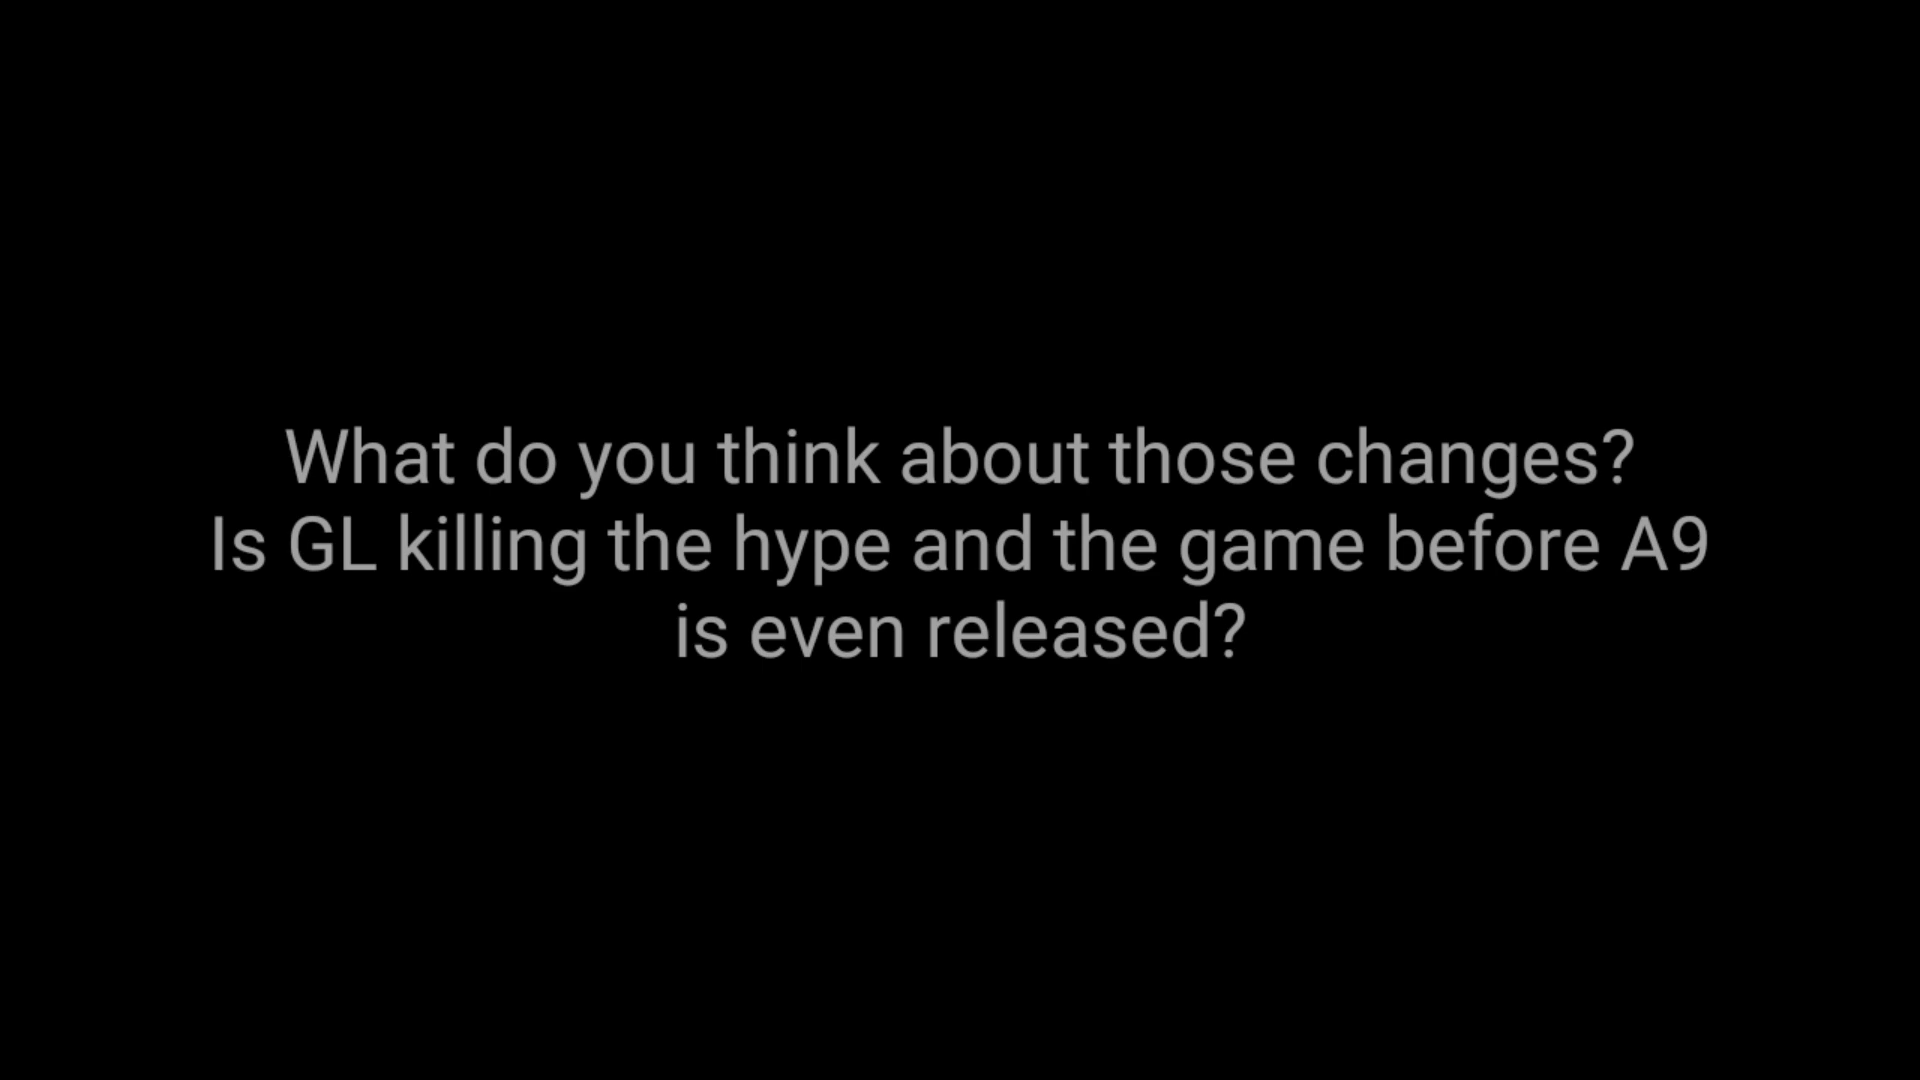 What do you think about those changes?
Is GL killing the hype and the game before A9
is even released?